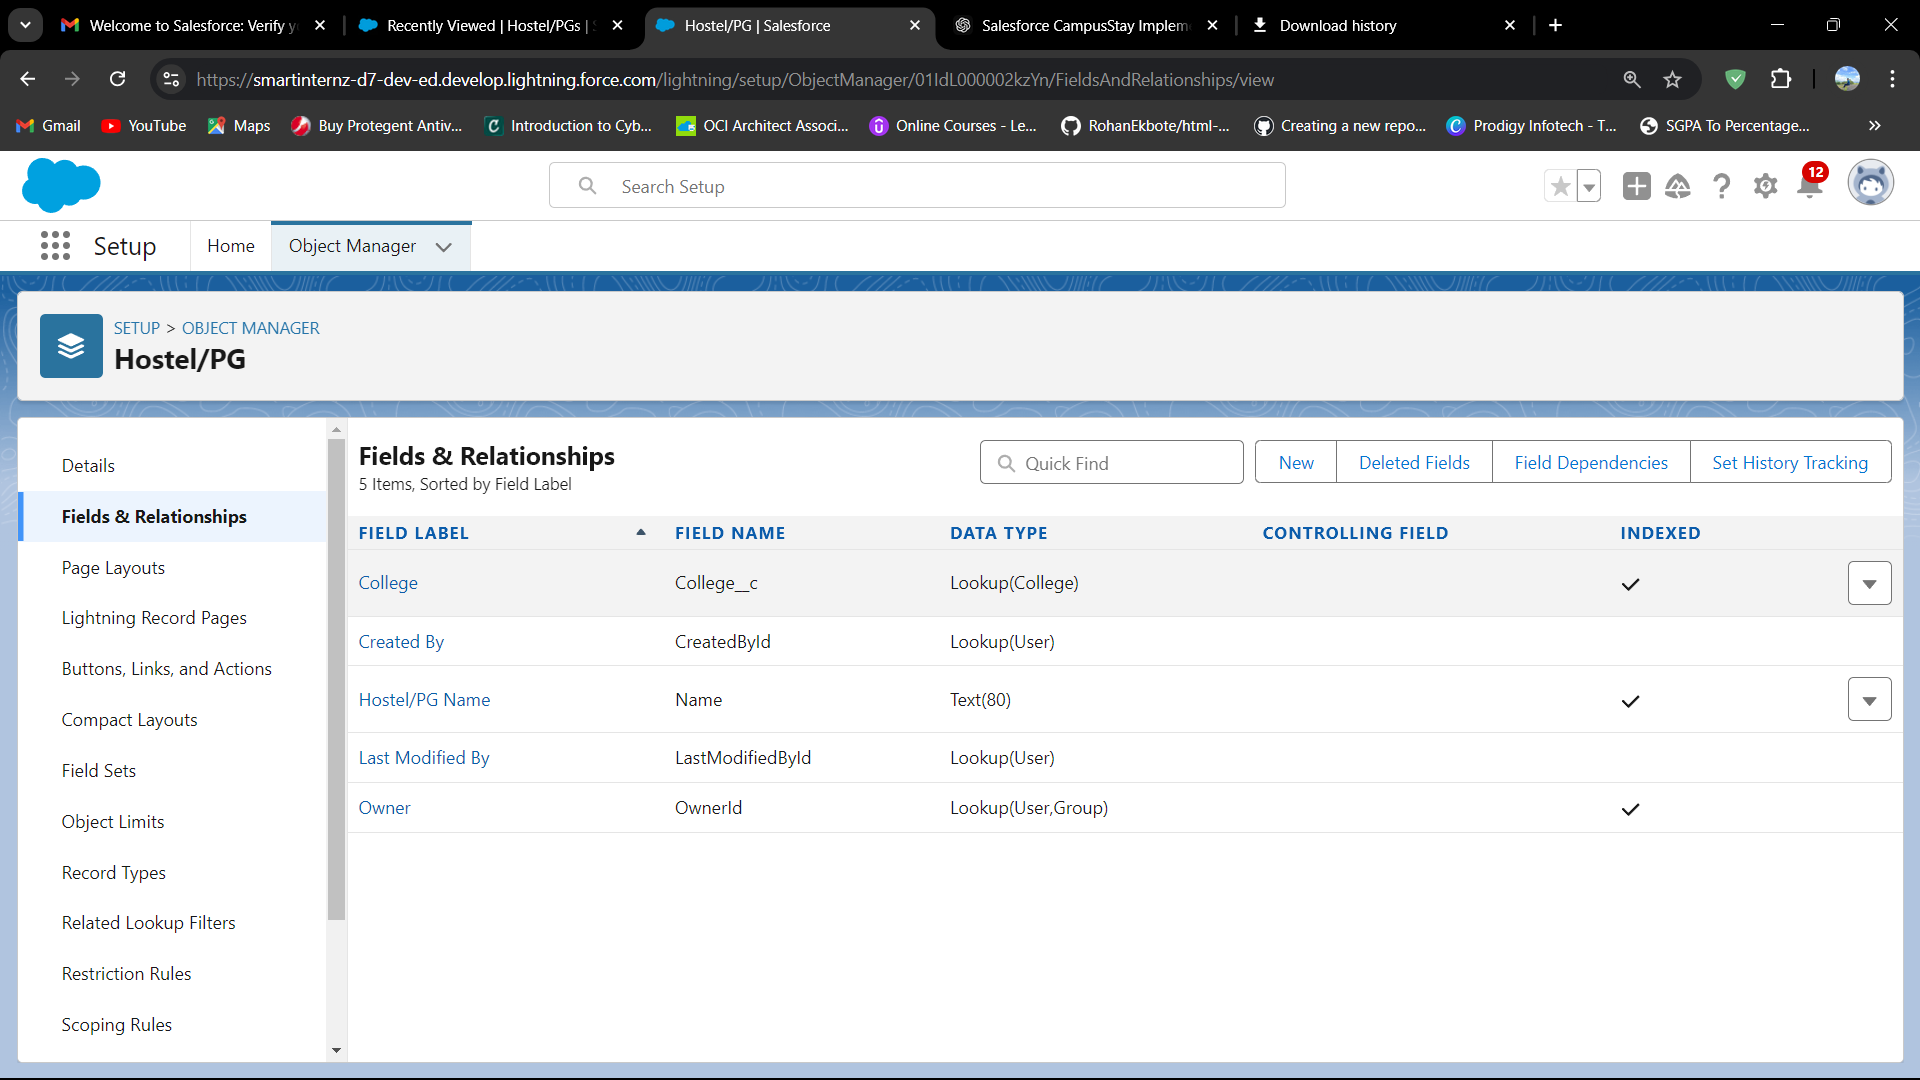 Welcome to Salesforce: Verify y
Recently Viewed | Hostel/PGs |
Hostel/PG | Salesforce
Salesforce CampusStay Implem
Download history
https://smartinternz-d7-dev-ed.develop.lightning.force.com/lightning/setup/ObjectManager/01IdL000002kzYn/FieldsAndRelationships/view
Gmail
YouTube
Maps
Buy Protegent Antiv...
Introduction to Cyb...
OCI Architect Associ...
Online Courses - Le...
RohanEkbote/html-...
Creating a new repo...
Prodigy Infotech - T...
SGPA To Percentage...
Search Setup
12
Setup
Home
Object Manager
SETUP > OBJECT MANAGER
Hostel/PG
Details
Fields & Relationships
Page Layouts
Lightning Record Pages
Buttons, Links, and Actions
Compact Layouts
Field Sets
Object Limits
Record Types
Related Lookup Filters
Restriction Rules
Scoping Rules
Fields & Relationships
5 Items, Sorted by Field Label
Quick Find
New
Deleted Fields
Field Dependencies
Set History Tracking
FIELD LABEL FIELD NAME DATA TYPE CONTROLLING FIELD INDEXED
College College__c Lookup(College)
Created By CreatedById Lookup(User)
Hostel/PG Name Name Text(80)
Last Modified By LastModifiedById Lookup(User)
Owner OwnerId Lookup(User,Group)